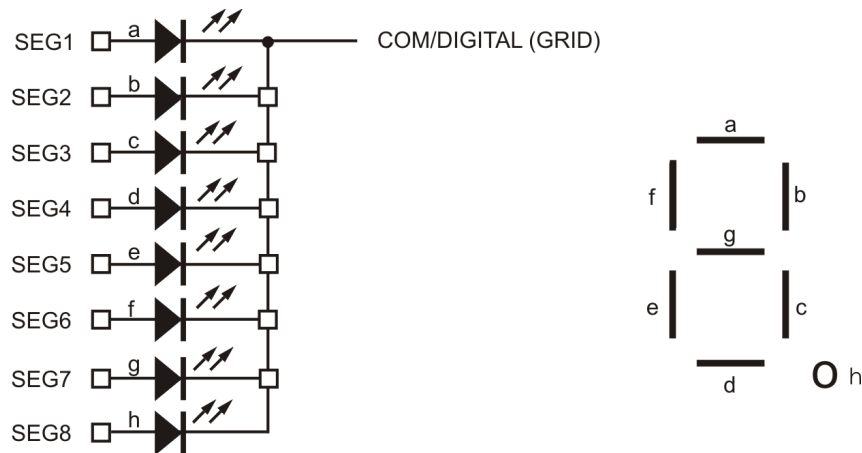 SEG1 a COM/DIGITAL (GRID)
SEG2 b
SEG3 c
SEG4 d
SEG5 e
SEG6 f
SEG7 g
SEG8 h
a
f b
g
e c
d h